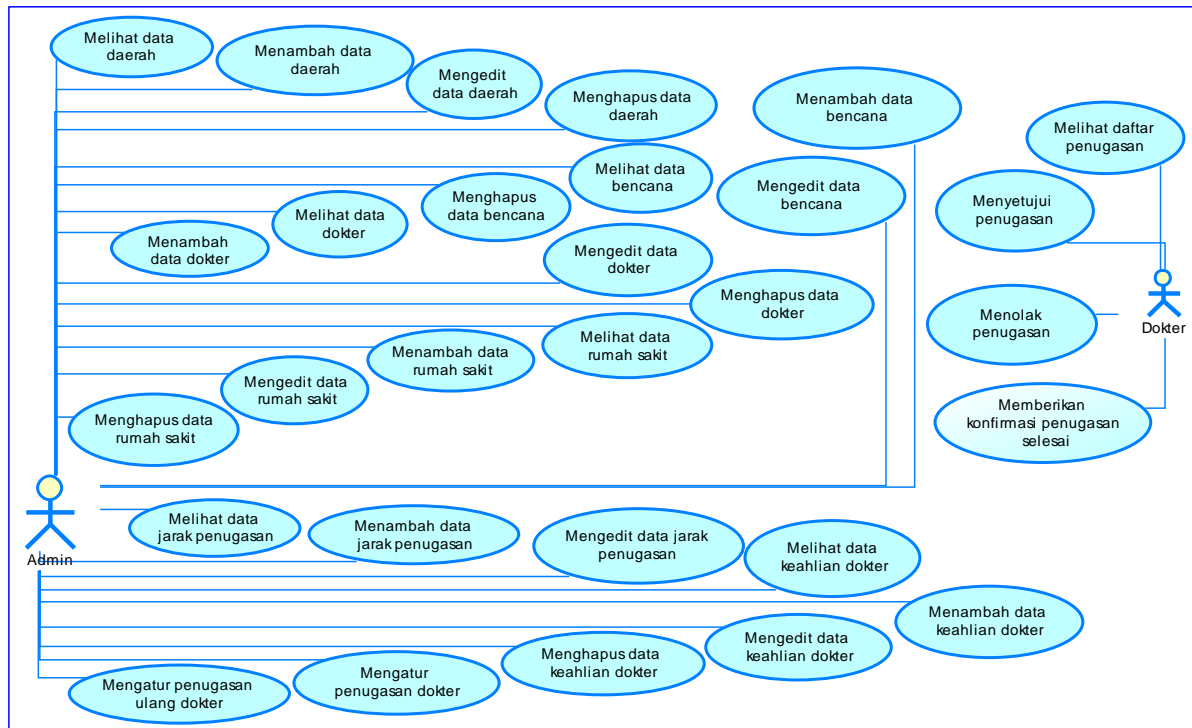 Melihat data
daerah
Menambah data
daerah
Mengedit
data daerah
Menghapus data
daerah
Menambah data
bencana
Melihat daftar
penugasan
Melihat data
bencana
Mengedit data
bencana
Menghapus
data bencana
Melihat data
dokter
Menambah
data dokter
Menyetujui
penugasan
Mengedit data
dokter
Menghapus data
dokter
Menolak
penugasan
Dokter
Melihat data
rumah sakit
Menambah data
rumah sakit
Mengedit data
rumah sakit
Menghapus data
rumah sakit
Memberikan
konfirmasi penugasan
selesai
Admin
Melihat data
jarak penugasan
Menambah data
jarak penugasan
Mengedit data jarak
penugasan
Melihat data
keahlian dokter
Menambah data
keahlian dokter
Mengedit data
keahlian dokter
Menghapus data
keahlian dokter
Mengatur
penugasan dokter
Mengatur penugasan
ulang dokter